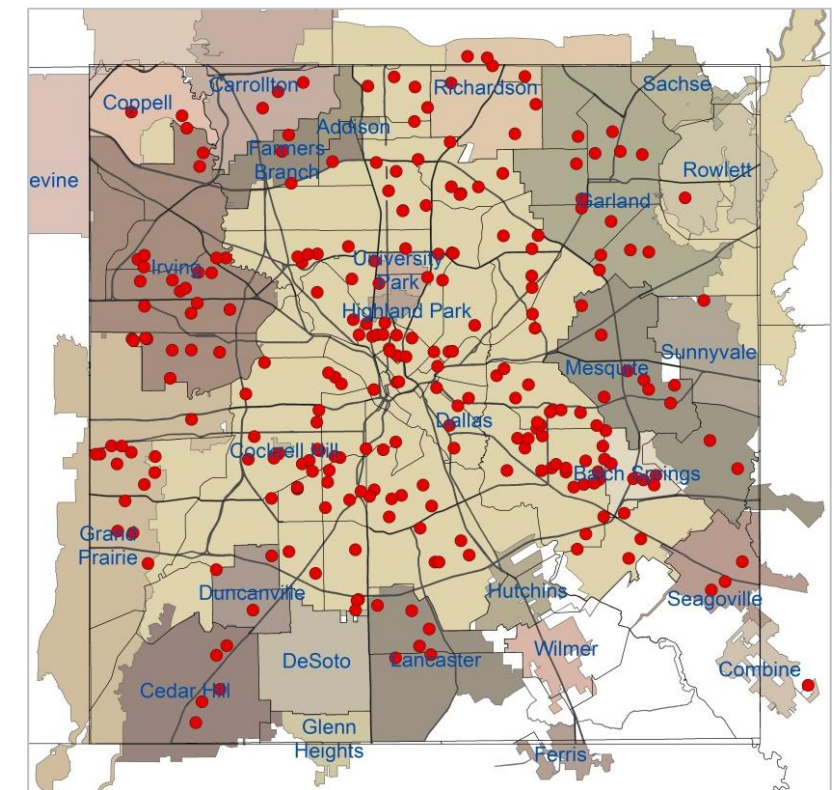 Carrollton
Sachse
Richardson
Coppell
Addison
Farmers
Branch
Rowlett
evine
Garland
University
Park
Irving
Highland Park
Sunnyvale
Mesquite
Dallas
Cockrell Hill
Balch Springs
Grand
Prairie
Duncanville
Hutchins
Seagoville
Wilmer
DeSoto
Lancaster
Combine
Cedar Hill
Glenn
Heights
Ferris